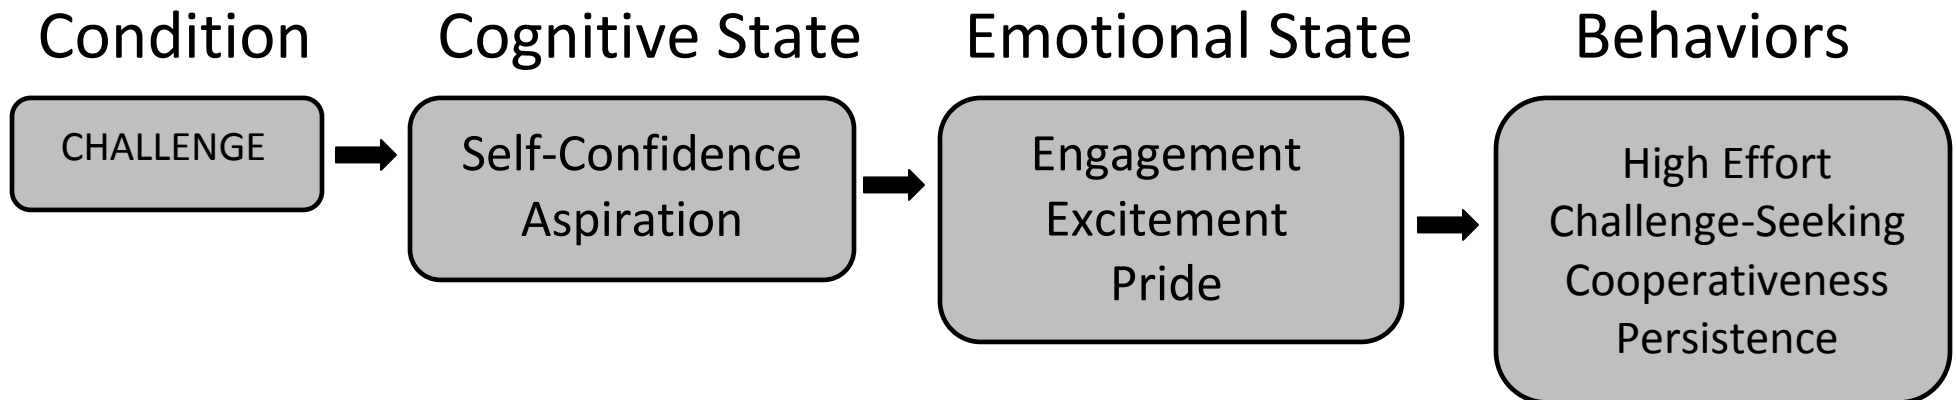 Condition
Cognitive State
Emotional State
Behaviors
CHALLENGE
Self-Confidence
Aspiration
Engagement
Excitement
Pride
High Effort
Challenge-Seeking
Cooperativeness
Persistence